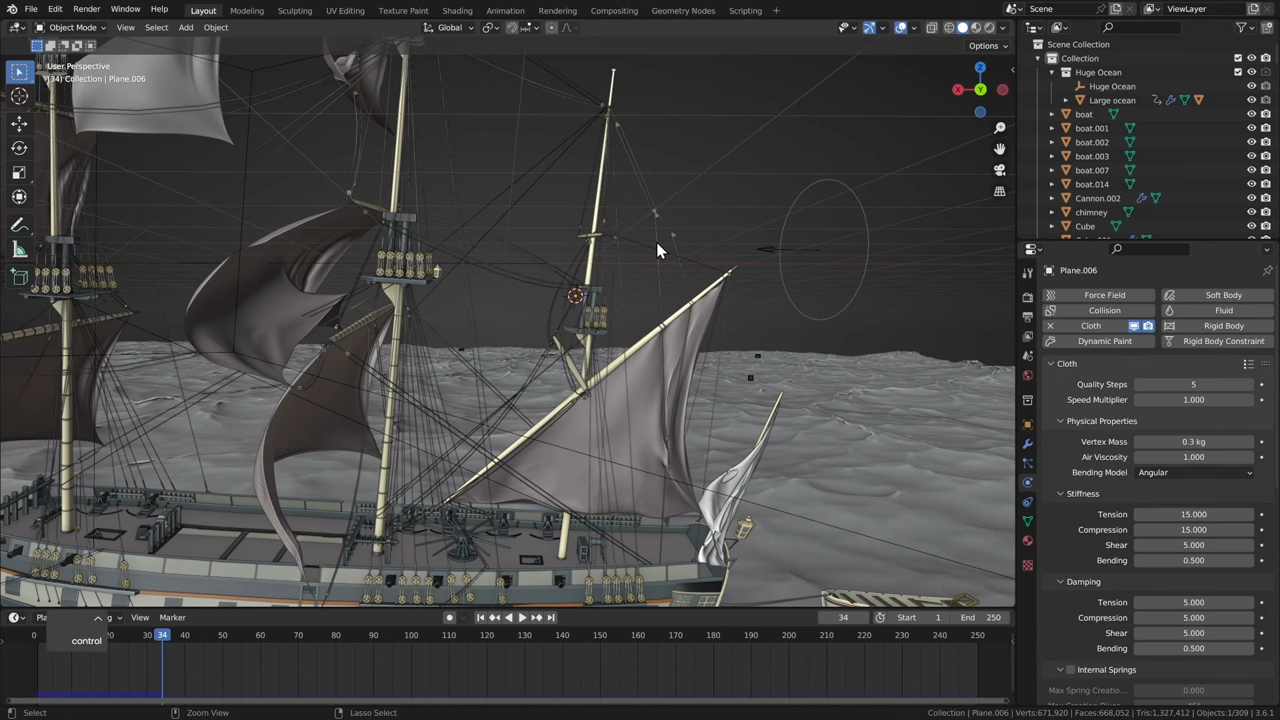 File Edit Render Window Help Layout Modeling Sculpting UV Editing Texture Paint Shading Animation Rendering Compositing Geometry Nodes Scripting + Scene ViewLayer
Object Mode View Select Add Object Global
Options
User Perspective
(34) Collection | Plane.006
Z
X
Y
Scene Collection
Collection
Huge Ocean
Huge Ocean
Large ocean
boat
boat.001
boat.002
boat.003
boat.007
boat.014
Cannon.002
chimney
Cube
Plane.006
Force Field Soft Body
Collision Fluid
Cloth Rigid Body
Dynamic Paint Rigid Body Constraint
Cloth
Quality Steps 5
Speed Multiplier 1.000
Physical Properties
Vertex Mass 0.3 kg
Air Viscosity 1.000
Bending Model Angular
Stiffness
Tension 15.000
Compression 15.000
Shear 5.000
Bending 0.500
Damping
Tension 5.000
Compression 5.000
Shear 5.000
Bending 0.500
Internal Springs
Max Spring Creatio... 0.000
View Marker 34 Start 1 End 250
0 20 30 34 40 50 60 70 80 90 100 110 120 130 140 150 160 170 180 190 200 210 220 230 240 250
control
Select Zoom View Lasso Select Collection | Plane.006 | Verts:671,920 | Faces:668,052 | Tris:1,327,412 | Objects:1/309 | 3.6.1